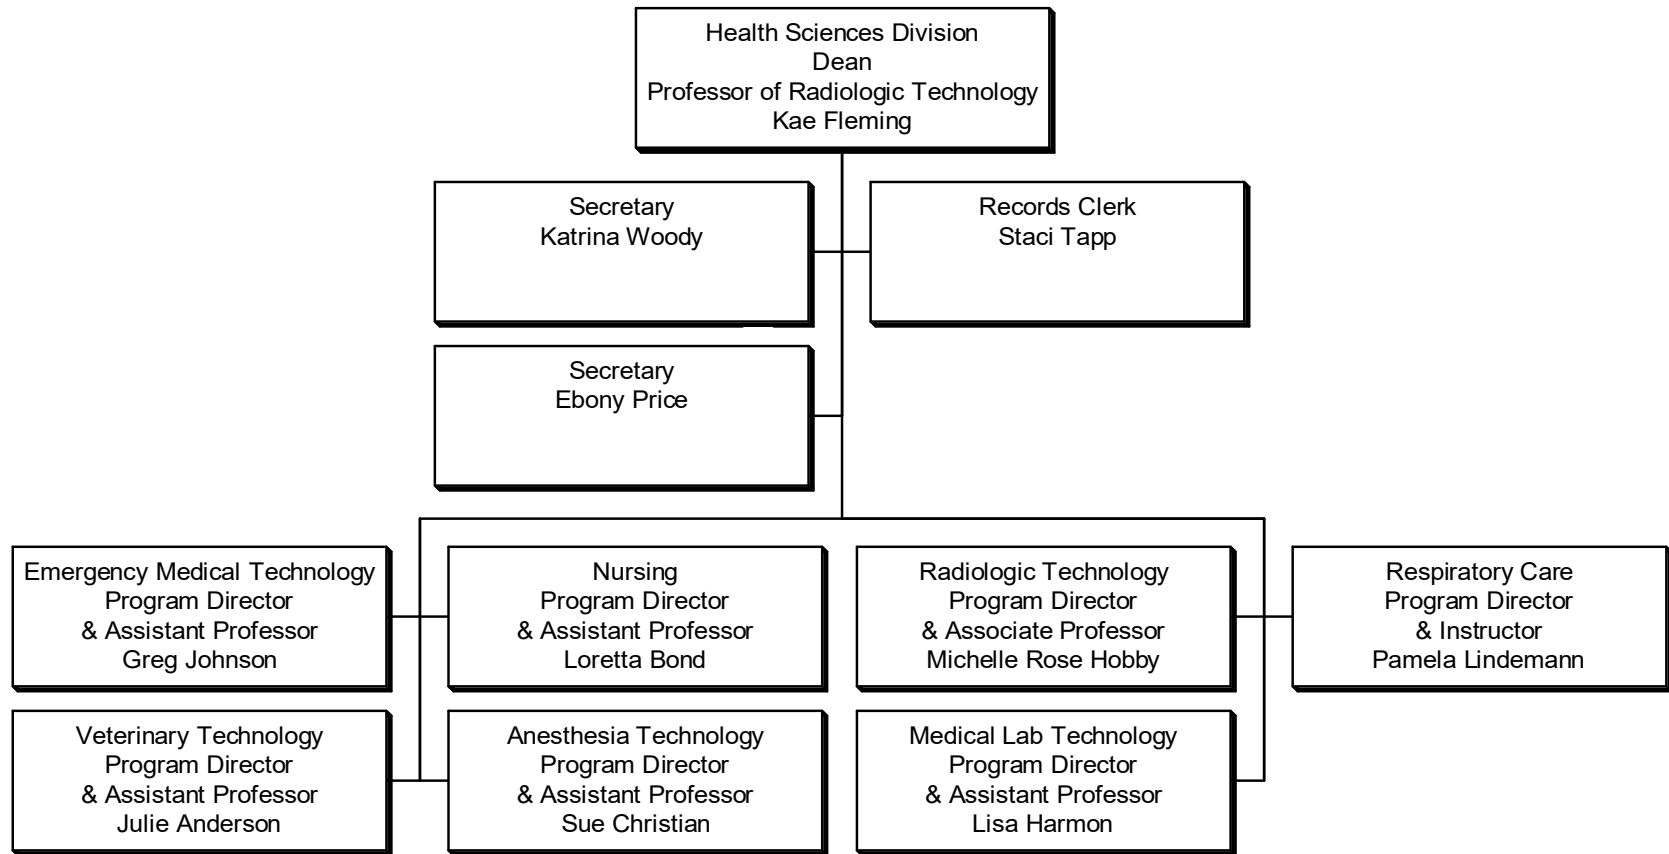 Health Sciences Division
Dean
Professor of Radiologic Technology
Kae Fleming
Secretary
Katrina Woody
Records Clerk
Staci Tapp
Secretary
Ebony Price
Emergency Medical Technology
Program Director
& Assistant Professor
Greg Johnson
Nursing
Program Director
& Assistant Professor
Loretta Bond
Radiologic Technology
Program Director
& Associate Professor
Michelle Rose Hobby
Respiratory Care
Program Director
& Instructor
Pamela Lindemann
Veterinary Technology
Program Director
& Assistant Professor
Julie Anderson
Anesthesia Technology
Program Director
& Assistant Professor
Sue Christian
Medical Lab Technology
Program Director
& Assistant Professor
Lisa Harmon